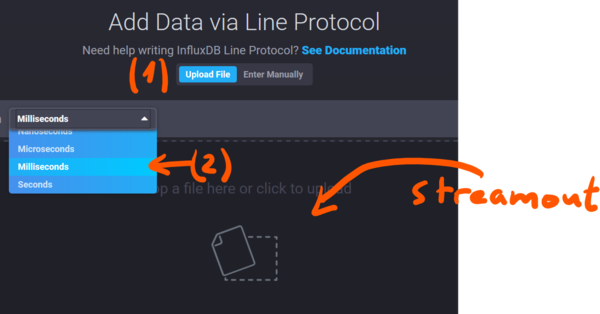 Add Data via Line Protocol
Need help writing InfluxDB Line Protocol? See Documentation
(1) Upload File Enter Manually
Milliseconds
Nanoseconds
Microseconds
Milliseconds (2)
Seconds
a file here or click to upload
streamout